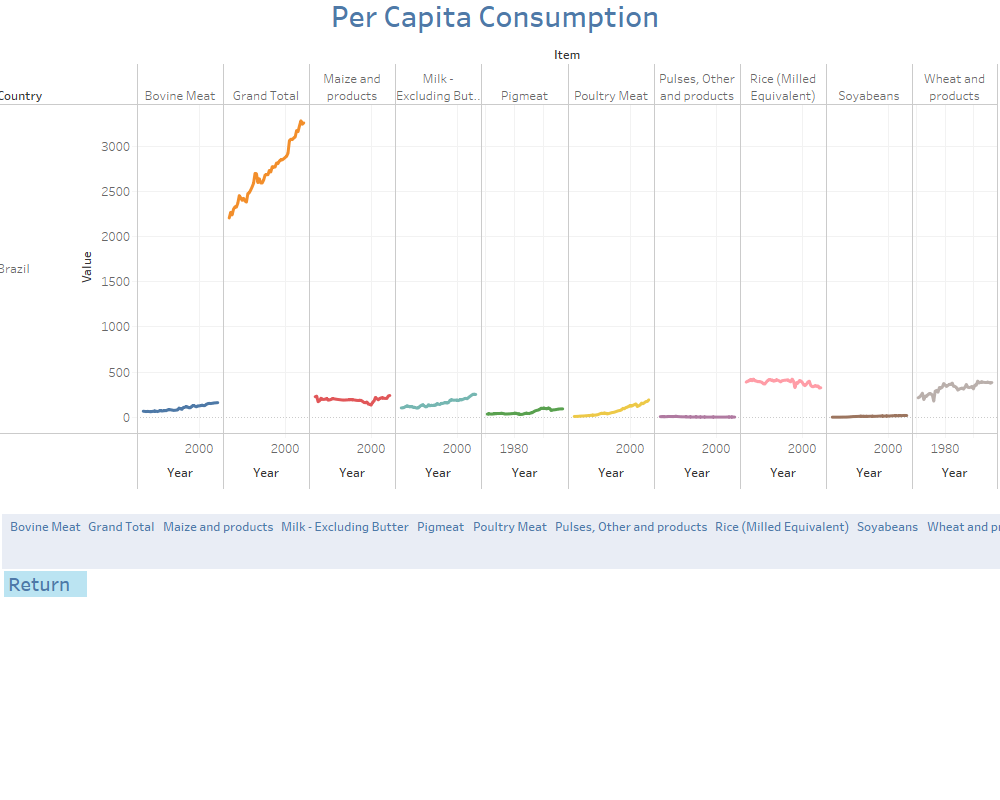 Per Capita Consumption
Item
Country
Bovine Meat
Grand Total
Maize and
products
Milk -
Excluding But..
Pigmeat
Poultry Meat
Pulses, Other
and products
Rice (Milled
Equivalent)
Soyabeans
Wheat and
products
Brazil
Value
3000
2500
2000
1500
1000
500
0
2000 2000 2000 2000 1980 2000 2000 2000 2000 1980
Year Year Year Year Year Year Year Year Year Year
Bovine Meat Grand Total Maize and products Milk - Excluding Butter Pigmeat Poultry Meat Pulses, Other and products Rice (Milled Equivalent) Soyabeans Wheat and pr
Return